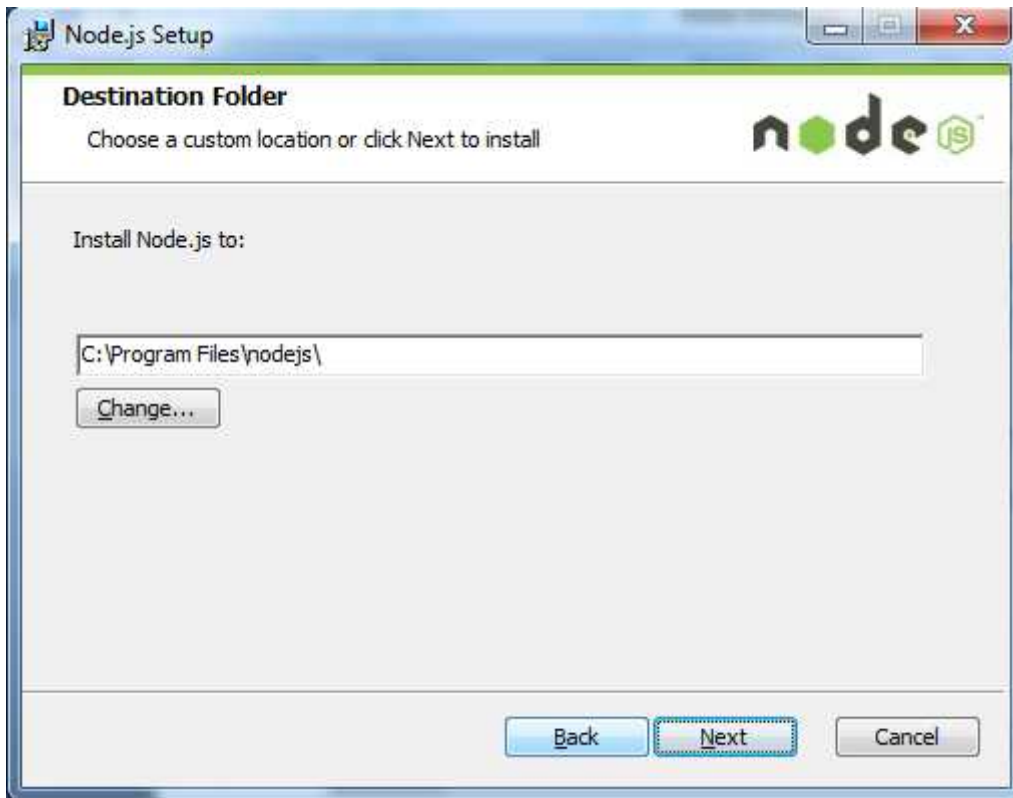 Node.js Setup
Destination Folder
Choose a custom location or click Next to install
node JS
Install Node.js to:
C:\Program Files\nodejs\
Change...
Back
Next
Cancel